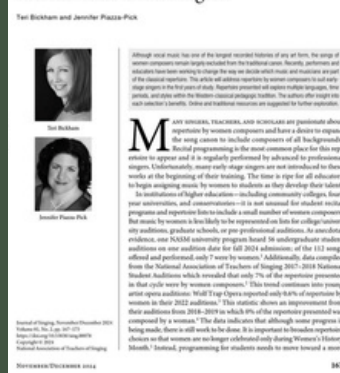 Teri Bickham and Jennifer Piazza-Pick
Although vocal music has one of the longest recorded histories of any art form, the songs of
women composers remain largely excluded from the traditional canon. Recently, performers and
educators have been working to change the way we decide which music and musicians are part
of the classical repertoire. This article will address repertoire by women composers to suit early-
stage singers in the first years of study. Repertoire presented will explore multiple languages, time
periods, and styles within the Western classical pedagogic tradition. The authors offer insight into
each selection's benefits. Online and traditional resources are suggested for further exploration.
Teri Bickham
Jennifer Piazza-Pick
Many singers, teachers, and scholars are passionate about
repertoire by women composers and have a desire to expand
the song canon to include composers of all backgrounds
Recital programming is the most common place for this rep
ertoire to appear and it is regularly performed by advanced to professional
singers. Unfortunately, many early-stage singers are not introduced to these
works at the beginning of their training. The time is ripe for all educators
to begin assigning music by women to students as they develop their talent
In institutions of higher education—including community colleges, four
year universities, and conservatories—it is not unusual for student recital
programs and repertoire lists to include a small number of women composers
But music by women is less likely to be represented on lists for college/univer
sity auditions, graduate schools, or pre-professional auditions. As anecdotal
evidence, one NASM university program heard 56 undergraduate student
auditions on one audition date for fall 2024 admission; of the 112 songs
offered and performed, only 7 were by women. Additionally, data compiled
from the National Association of Teachers of Singing 2017–2018 National
Student Auditions which revealed that only 7% of the repertoire presented
in that cycle were by women composers. This trend continues into young
artist opera auditions: Wolf Trap Opera reported only 0.6% of repertoire by
women in their 2022 auditions. This statistic shows an improvement from
their auditions from 2018–2019 in which 0% of the repertoire presented was
composed by a woman. The data indicates that although some progress is
being made, there is still work to be done. It is important to broaden repertoire
choices so that women are no longer celebrated only during Women's History
Month. Instead, programming for students needs to move toward a more
Journal of Singing, November/December 2024
Volume 81, No. 2, pp. 167–173
Copyright © 2024
National Association of Teachers of Singing
November/December 2024
167